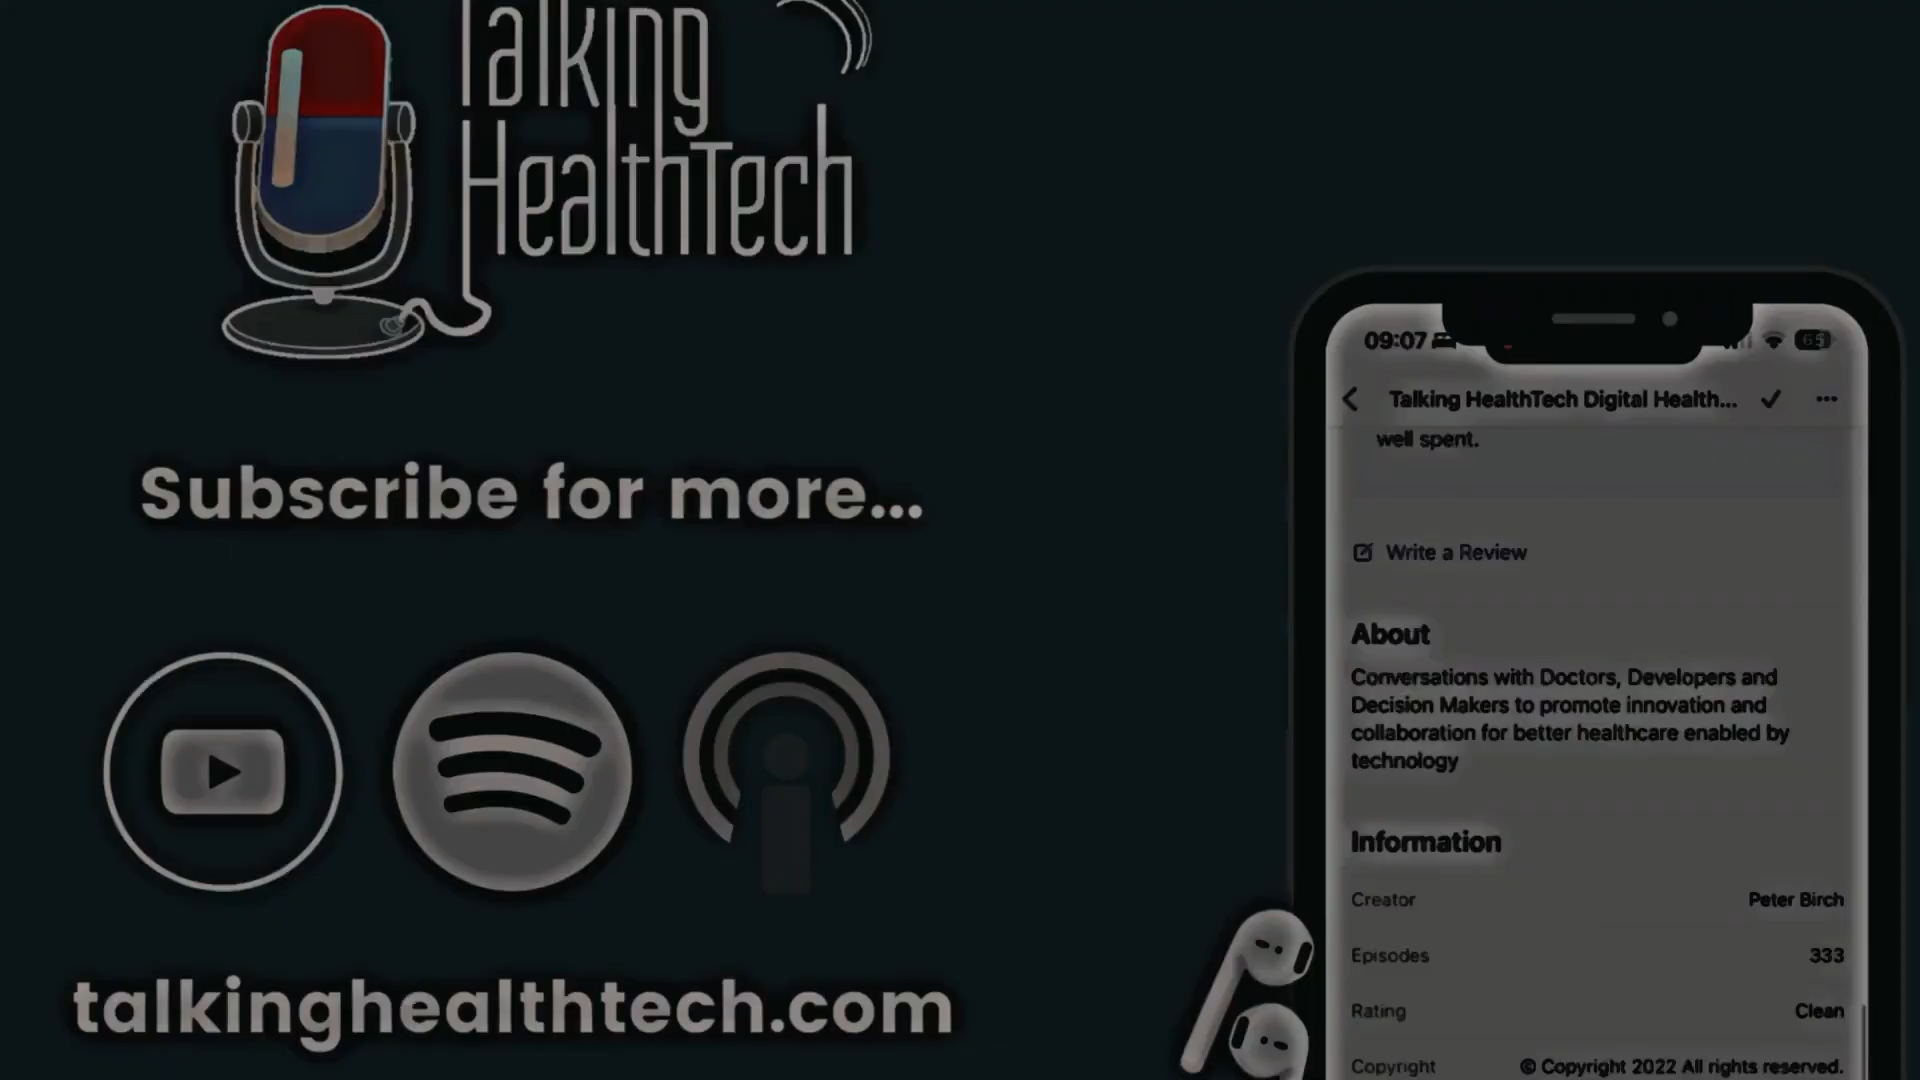 Talking
HealthTech
Subscribe for more...
talkinghealthtech.com
09:07
65
Talking HealthTech Digital Health...
well spent.
Write a Review
About
Conversations with Doctors, Developers and
Decision Makers to promote innovation and
collaboration for better healthcare enabled by
technology
Information
Creator Peter Birch
Episodes 333
Rating Clean
Copyright © Copyright 2022 All rights reserved.